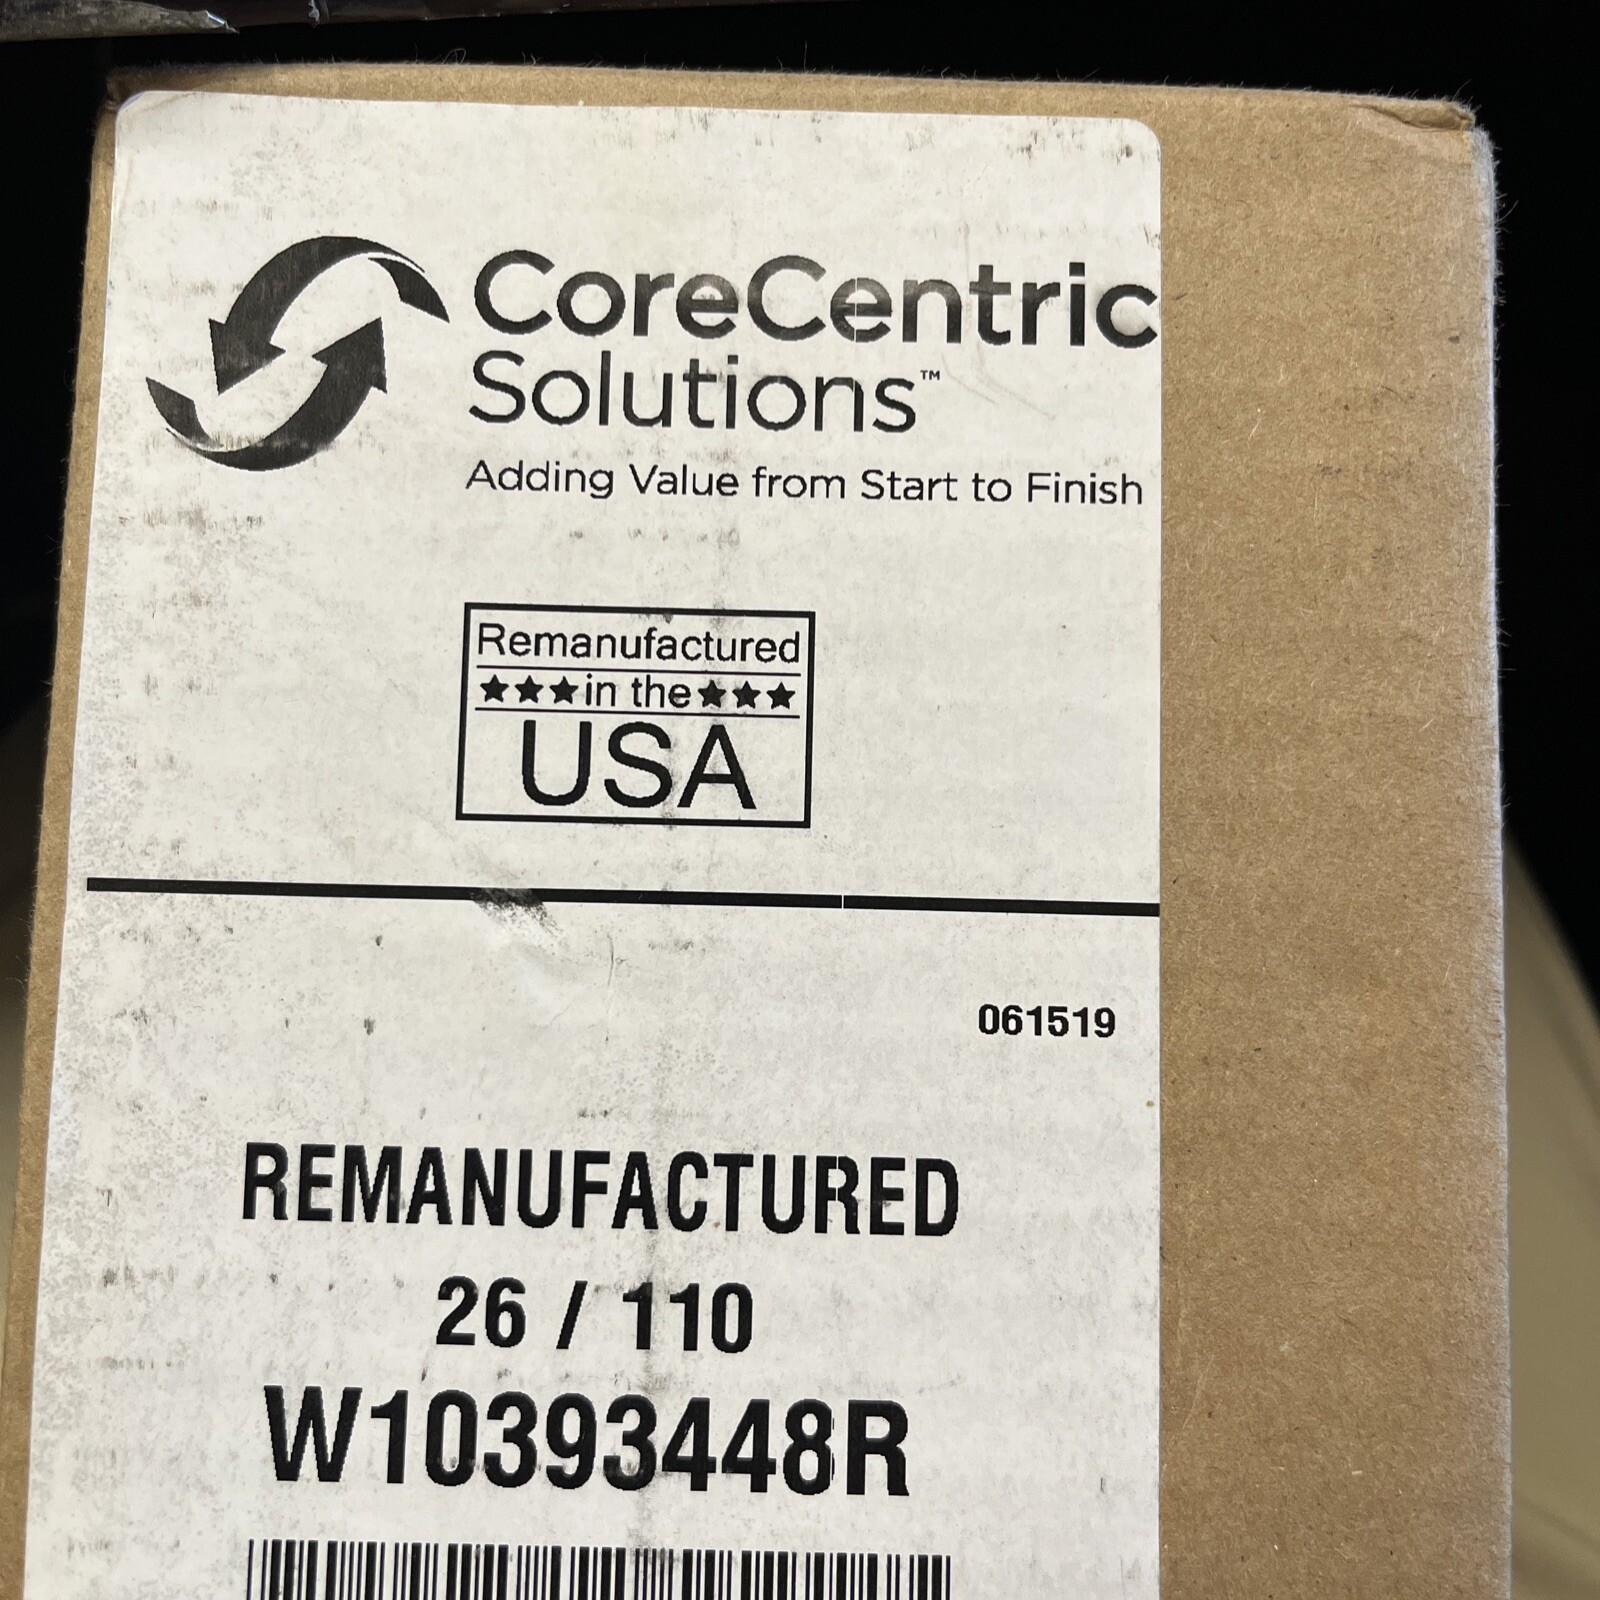 CoreCentric
Solutions™
Adding Value from Start to Finish
Remanufactured
★★★in the★★★
USA
061519
REMANUFACTURED
26 / 110
W10393448R